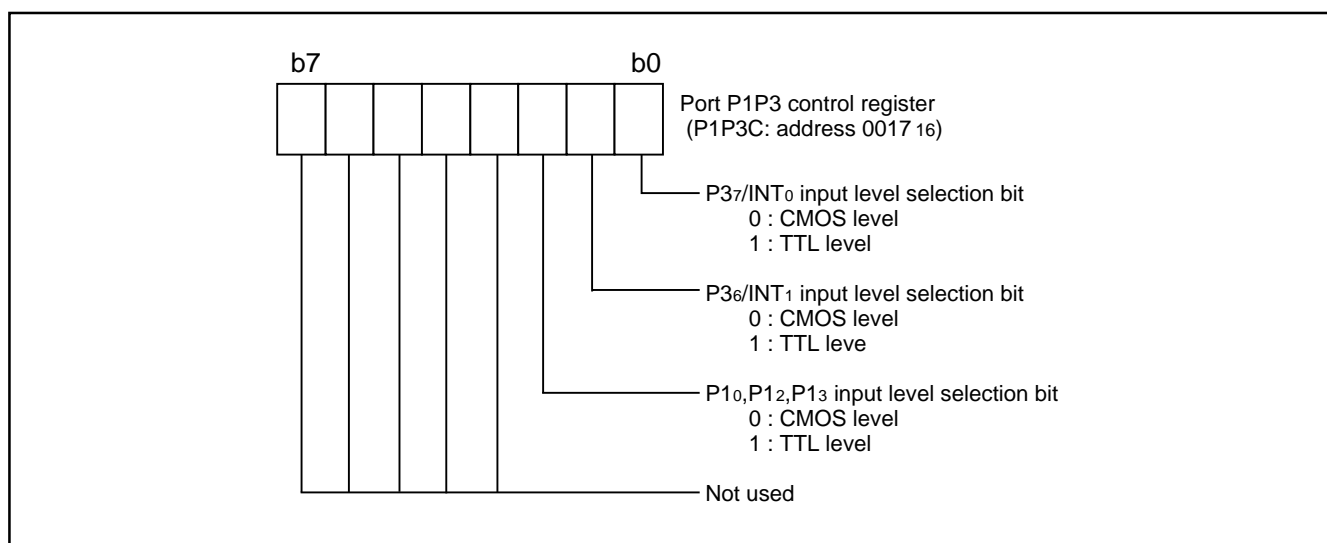 b7 b0
Port P1P3 control register
(P1P3C: address 0017 16)
P37/INT0 input level selection bit
0 : CMOS level
1 : TTL level
P36/INT1 input level selection bit
0 : CMOS level
1 : TTL leve
P10,P12,P13 input level selection bit
0 : CMOS level
1 : TTL level
Not used